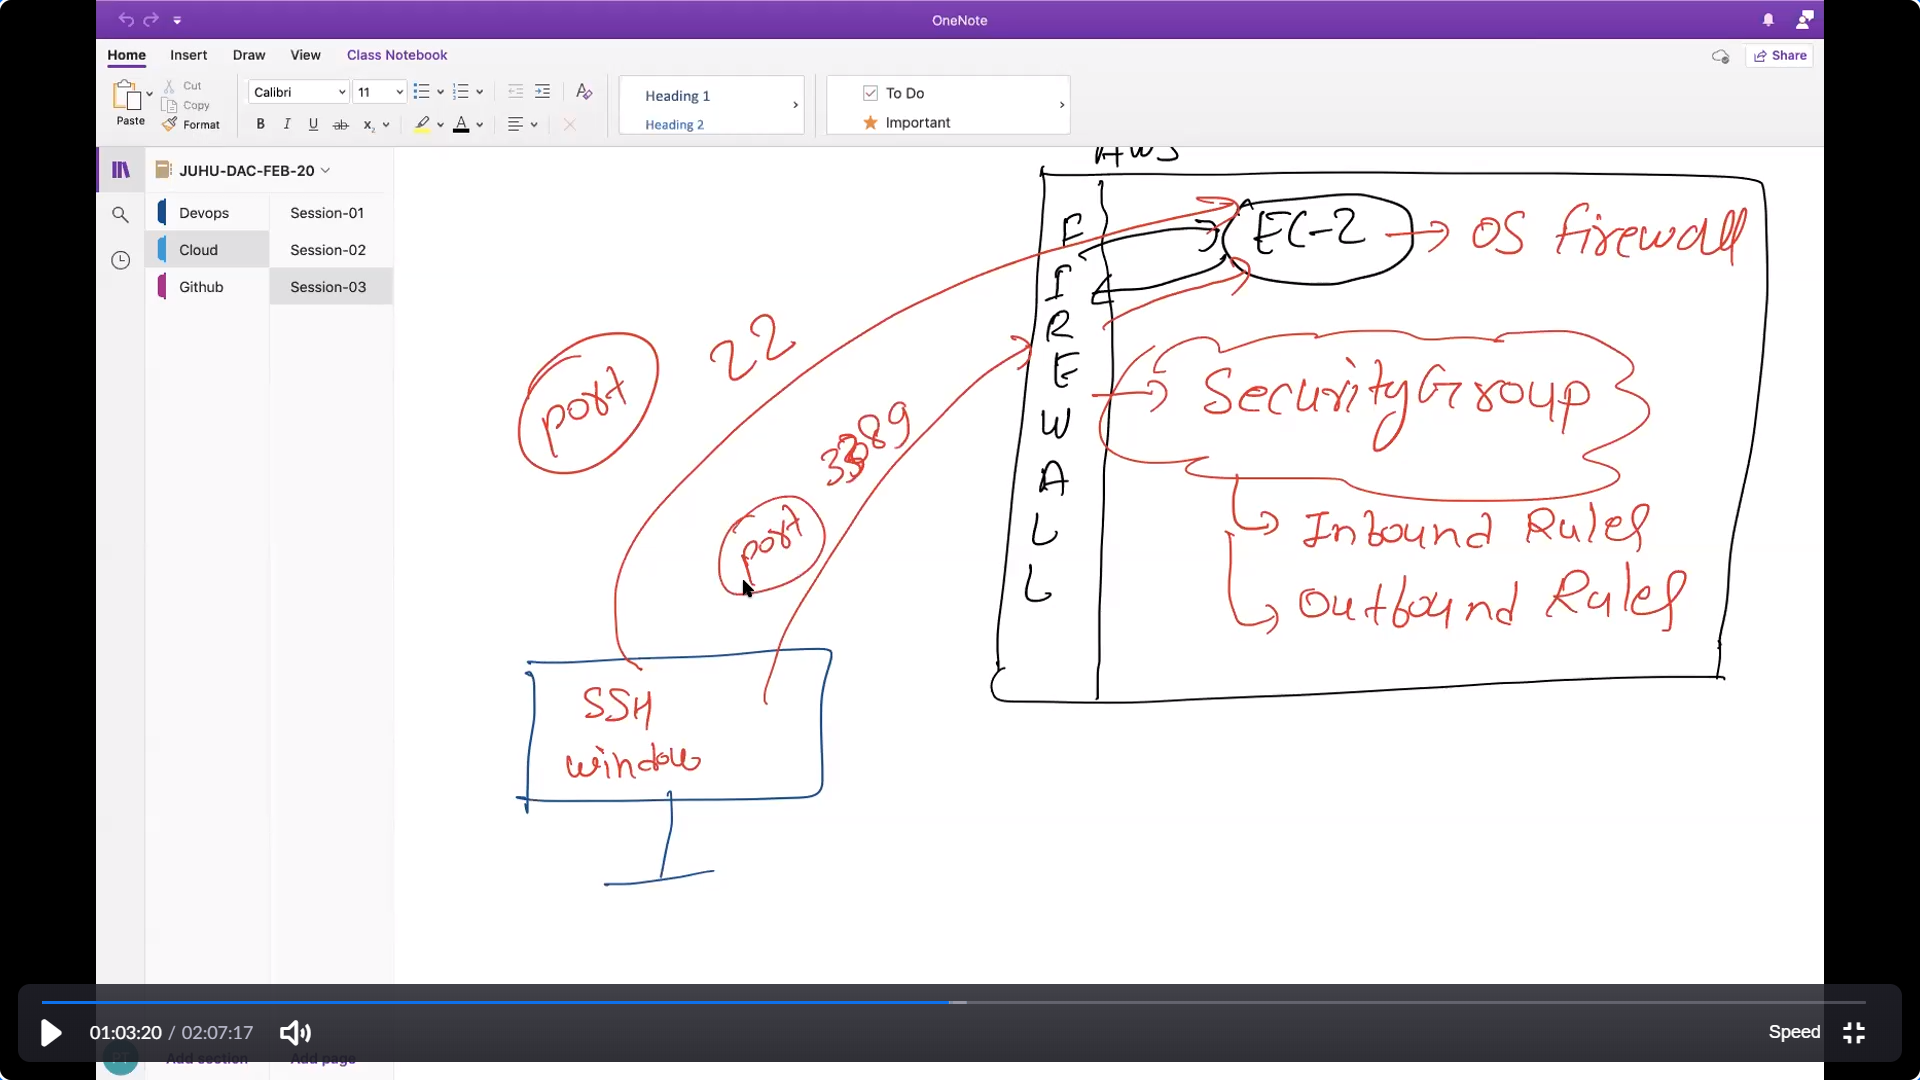 OneNote
Home Insert Draw View Class Notebook
Share
Paste
Cut
Copy
Format
Calibri 11
B I U ab x₂ A
Heading 1
Heading 2
To Do
Important
JUHU-DAC-FEB-20
Devops
Cloud
Github
Session-01
Session-02
Session-03
AWS
FIREWALL
EC-2 → OS firewall
Security Group
Inbound Rules
Outbound Rules
port
22
3389
port
SSH
window
Add section Add page
01:03:20 / 02:07:17
Speed